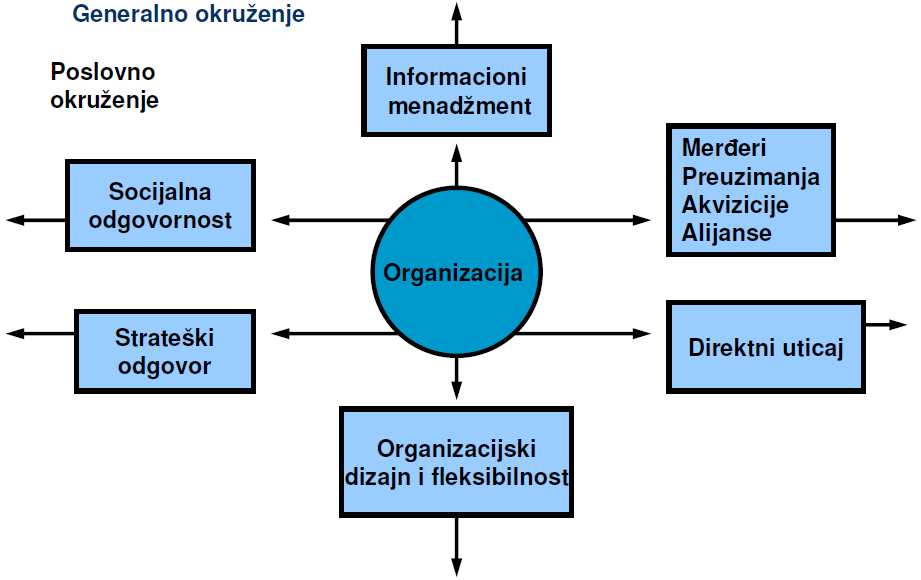 Generalno okruženje
Poslovno
okruženje
Informacioni
menadžment
Merđeri
Preuzimanja
Akvizicije
Alijanse
Socijalna
odgovornost
Organizacija
Strateški
odgovor
Direktni uticaj
Organizacijski
dizajn i fleksibilnost